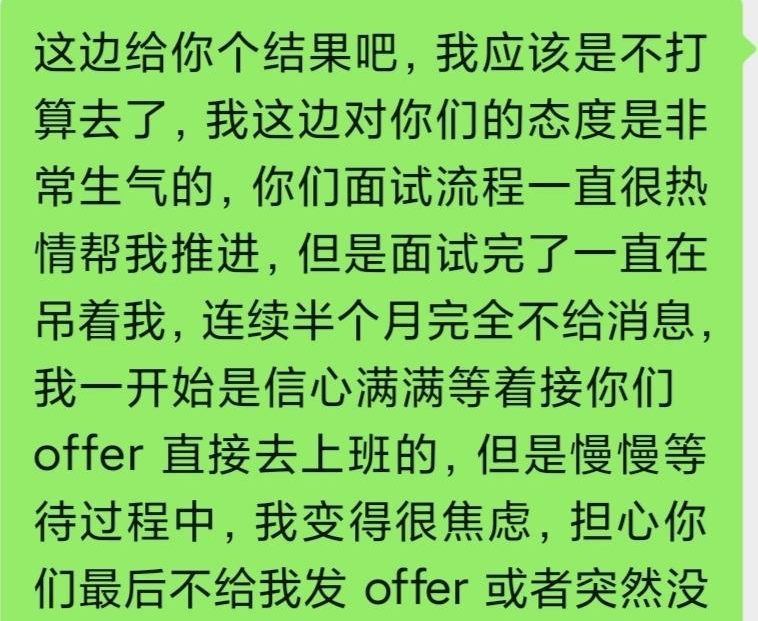 这边给你个结果吧，我应该是不打
算去了，我这边对你们的态度是非
常生气的，你们面试流程一直很热
情帮我推进，但是面试完了一直在
吊着我，连续半个月完全不给消息，
我一开始是信心满满等着接你们
offer 直接去上班的，但是慢慢等
待过程中，我变得很焦虑，担心你
们最后不给我发 offer 或者突然没